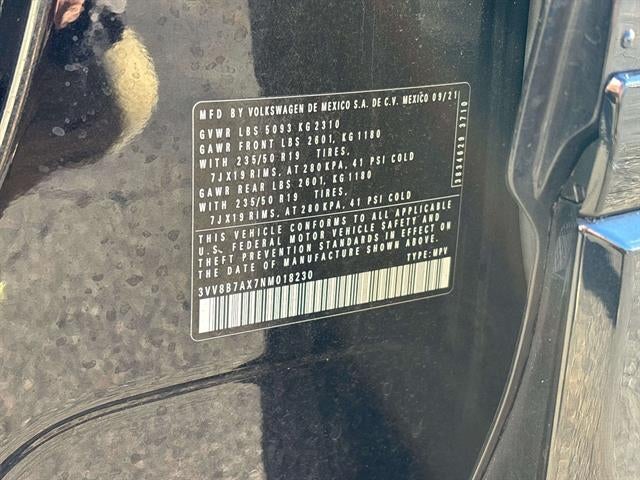 MFD BY VOLKSWAGEN DE MEXICO S.A. DE C.V. MEXICO 09/21
GVWR LBS 5093 KG2310
GAWR FRONT LBS 2601, KG1180
WITH 235/50 R19 TIRES,
7JX19 RIMS, AT 280KPA, 41 PSI COLD
GAWR REAR LBS 2601, KG1180
WITH 235/50 R19 TIRES,
7JX19 RIMS, AT 280KPA, 41 PSI COLD
THIS VEHICLE CONFORMS TO ALL APPLICABLE
U.S. FEDERAL MOTOR VEHICLE SAFETY AND
THEFT PREVENTION STANDARDS IN EFFECT ON
THE DATE OF MANUFACTURE SHOWN ABOVE.
3VV8B7AX7NM018230 TYPE: MPV